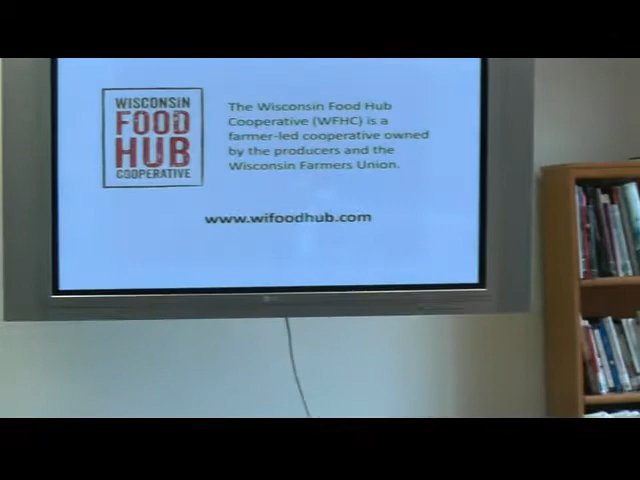 WISCONSIN
FOOD
HUB
COOPERATIVE
The Wisconsin Food Hub
Cooperative (WFHC) is a
farmer-led cooperative owned
by the producers and the
Wisconsin Farmers Union.
www.wifoodhub.com